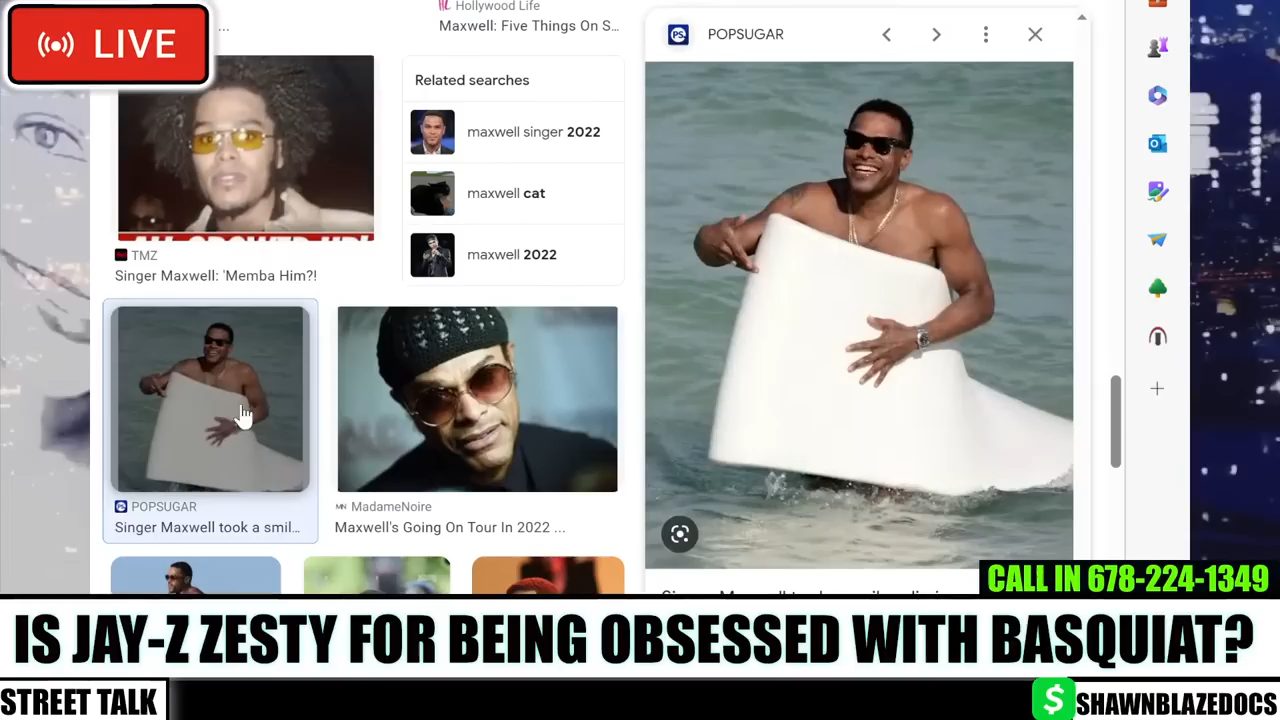 LIVE
...
Hollywood Life
Maxwell: Five Things On S...
POPSUGAR
Related searches
maxwell singer 2022
maxwell cat
maxwell 2022
TMZ
Singer Maxwell: 'Memba Him?!
POPSUGAR
Singer Maxwell took a smil...
MadameNoire
Maxwell's Going On Tour In 2022 ...
CALL IN 678-224-1349
IS JAY-Z ZESTY FOR BEING OBSESSED WITH BASQUIAT?
STREET TALK
$SHAWNBLAZEDOCS